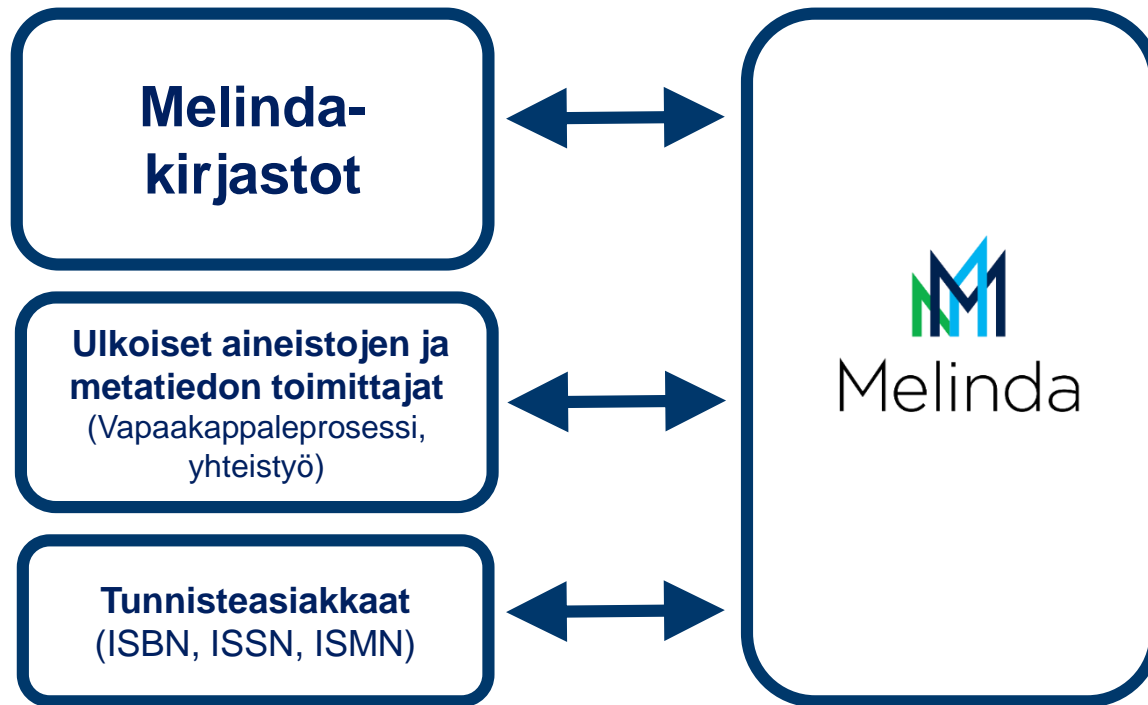 Melinda-
kirjastot
Ulkoiset aineistojen ja
metatiedon toimittajat
(Vapaakappaleprosessi,
yhteistyö)
Tunnisteasiakkaat
(ISBN, ISSN, ISMN)
Melinda